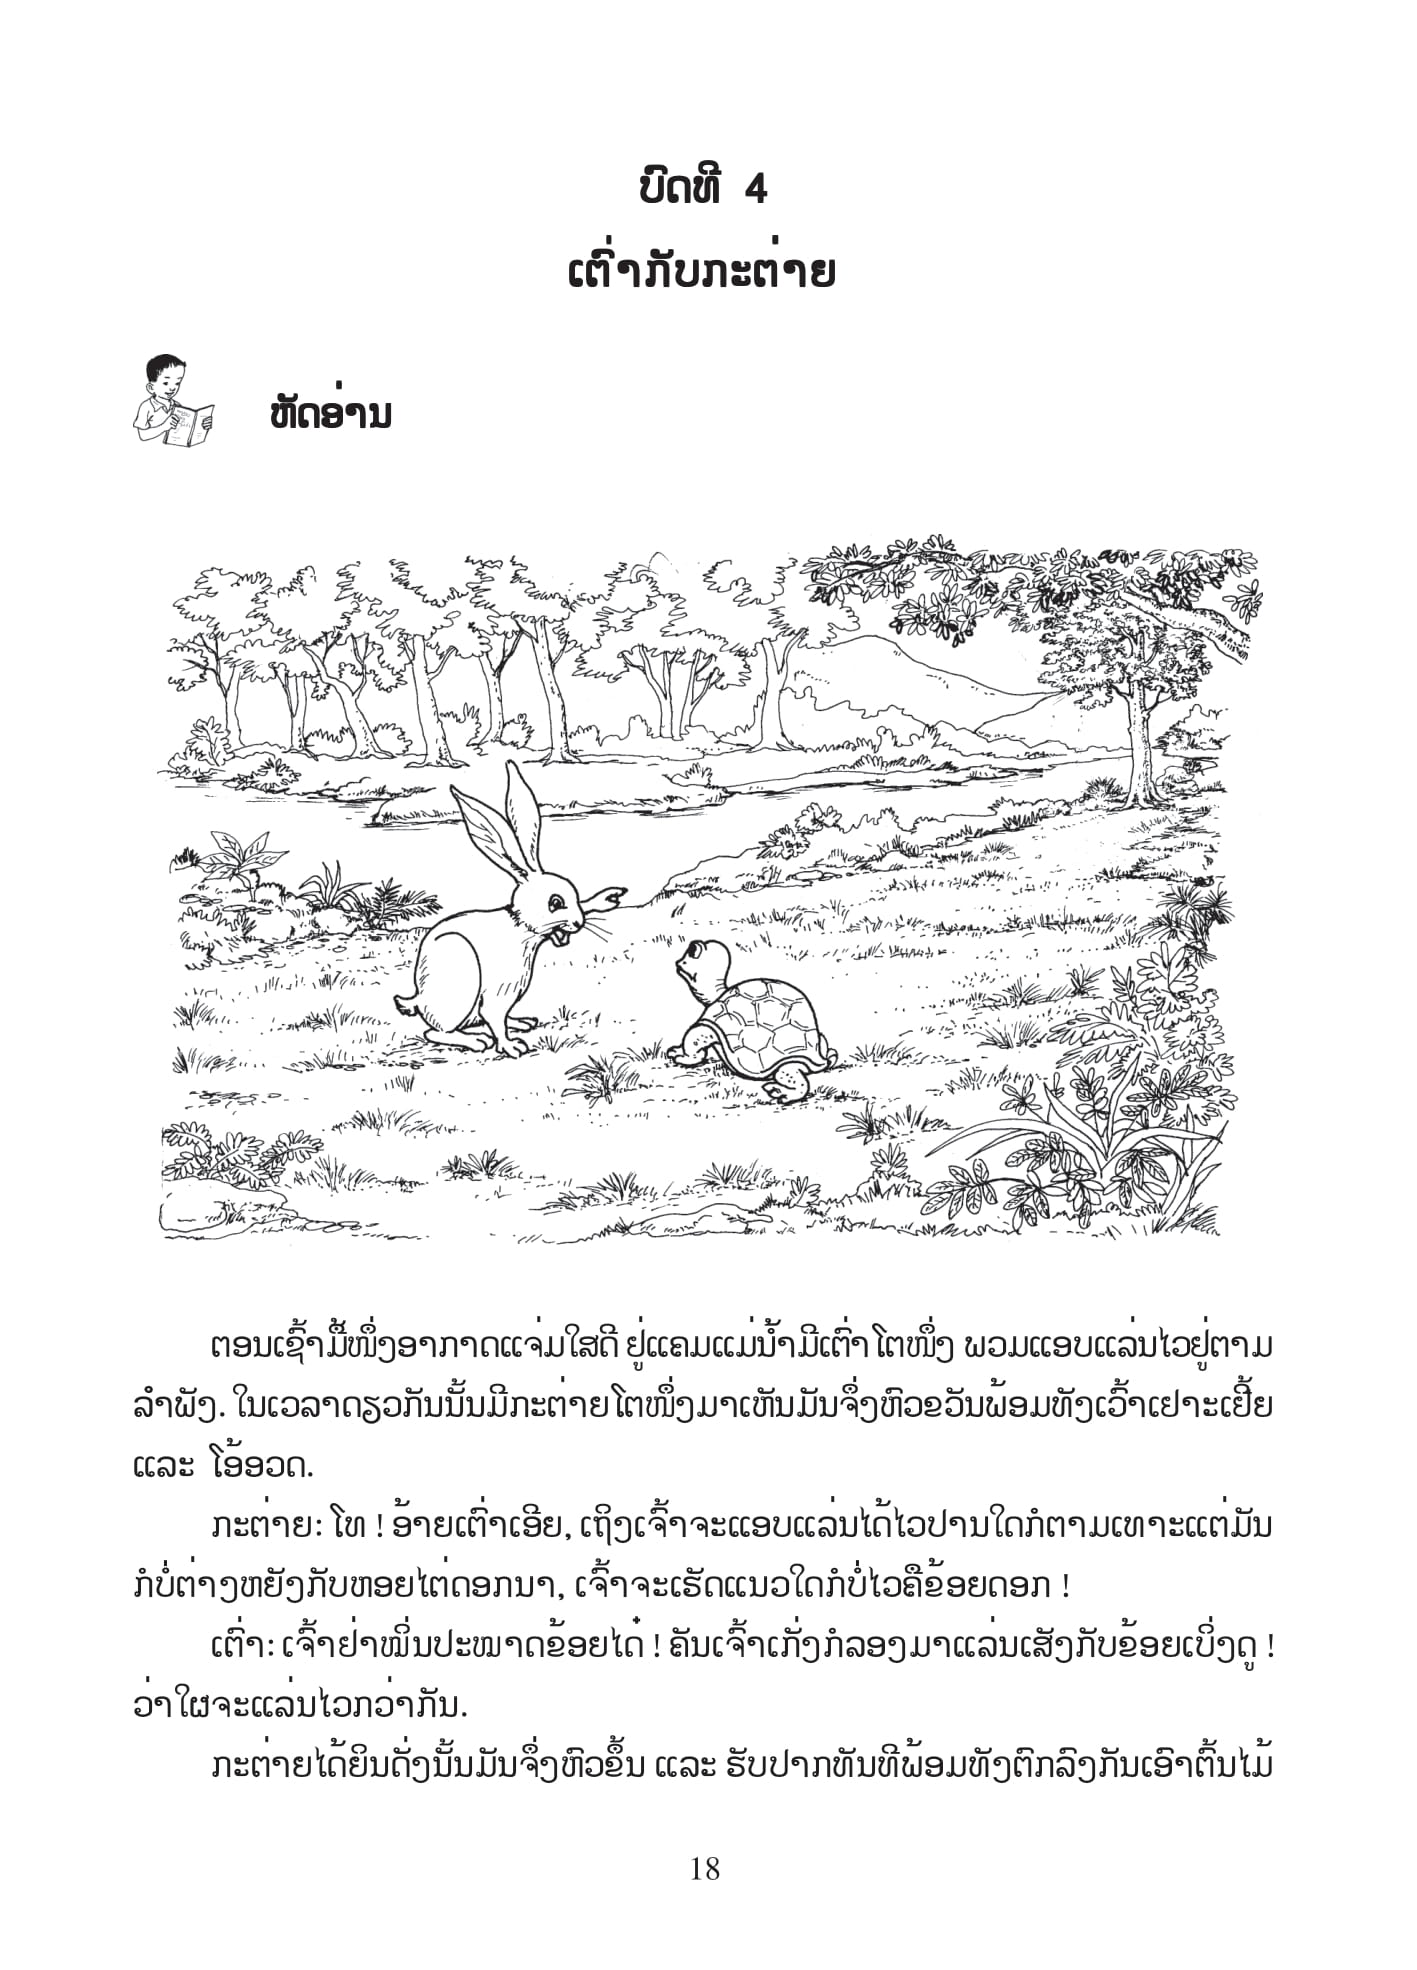 ບົດທີ 4
ເຕົ່າກັບກະຕ່າຍ
ຫັດອ່ານ
ຕອນເຊົ້າມື້ໜຶ່ງອາກາດແຈ່ມໃສດີ ຢູ່ແຄມແມ່ນ້ຳມີເຕົ່າໂຕໜຶ່ງ ພວມແອບແລ່ນໄວຢູ່ຕາມ
ລຳພັງ. ໃນເວລາດຽວກັນນັ້ນມີກະຕ່າຍໂຕໜຶ່ງມາເຫັນມັນຈຶ່ງຫົວຂວັນພ້ອມທັງເວົ້າເຢາະເຢີ້ຍ
ແລະ ໂອ້ອວດ.
ກະຕ່າຍ: ໂທ ! ອ້າຍເຕົ່າເອີຍ, ເຖິງເຈົ້າຈະແອບແລ່ນໄດ້ໄວປານໃດກໍຕາມເທາະແຕ່ມັນ
ກໍບໍ່ຕ່າງຫຍັງກັບຫອຍໄຕ່ດອກນາ, ເຈົ້າຈະເຮັດແນວໃດກໍບໍ່ໄວຄືຂ້ອຍດອກ !
ເຕົ່າ: ເຈົ້າຢ່າໝິ່ນປະໝາດຂ້ອຍໄດ໋ ! ຄັນເຈົ້າເກັ່ງກໍລອງມາແລ່ນເສັງກັບຂ້ອຍເບິ່ງດູ !
ວ່າໃຜຈະແລ່ນໄວກວ່າກັນ.
ກະຕ່າຍໄດ້ຍິນດັ່ງນັ້ນມັນຈຶ່ງຫົວຂຶ້ນ ແລະ ຮັບປາກທັນທີພ້ອມທັງຕົກລົງກັນເອົາຕົ້ນໄມ້
18